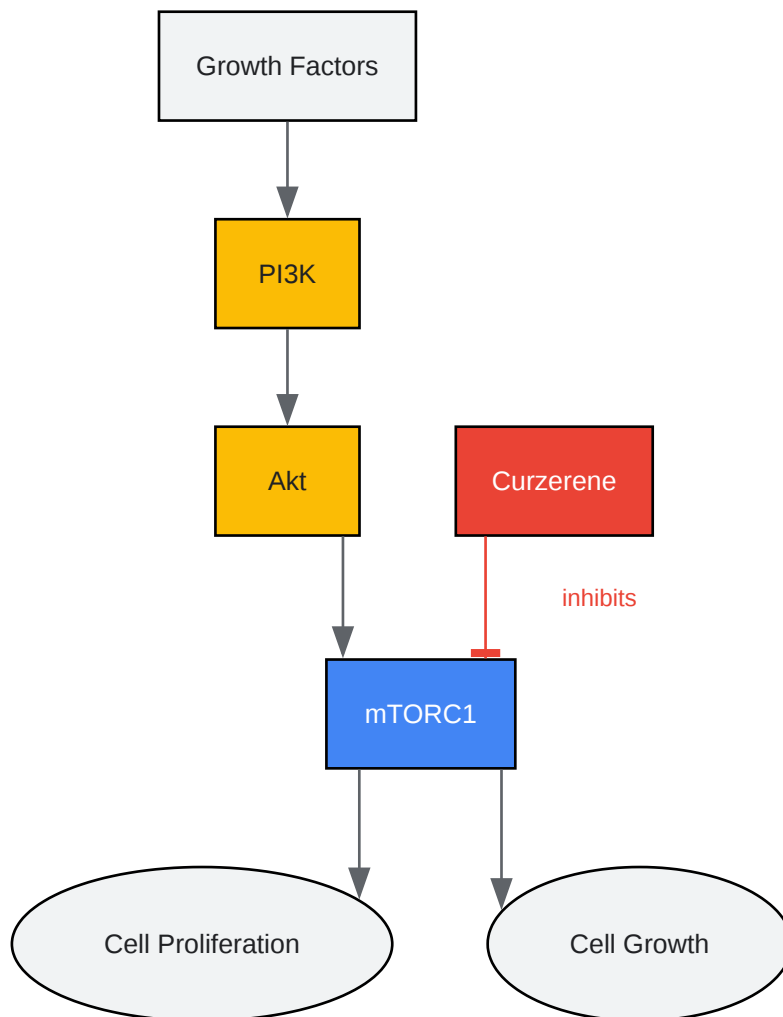 Growth Factors
PI3K
Akt
Curzerene
inhibits
mTORC1
Cell Proliferation
Cell Growth